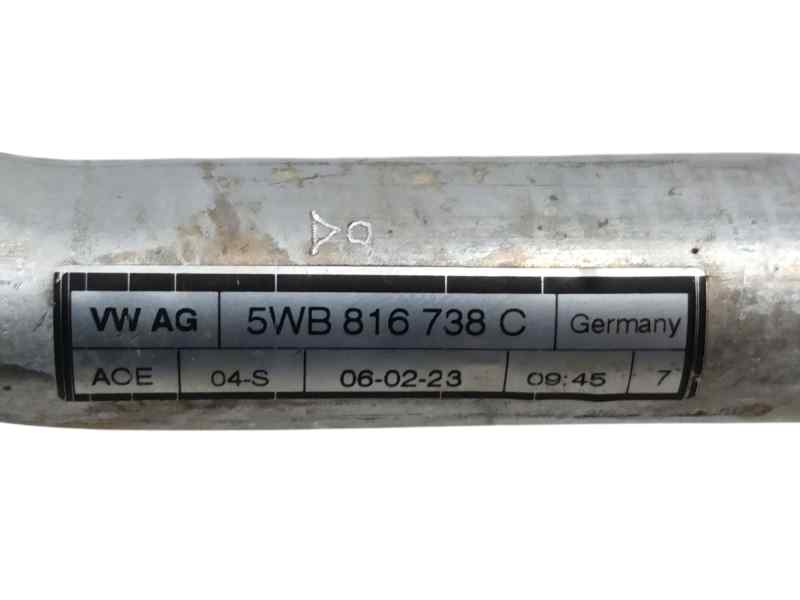 VW AG 5WB 816 738 C Germany
ACE 04-S 06-02-23 09:45 7